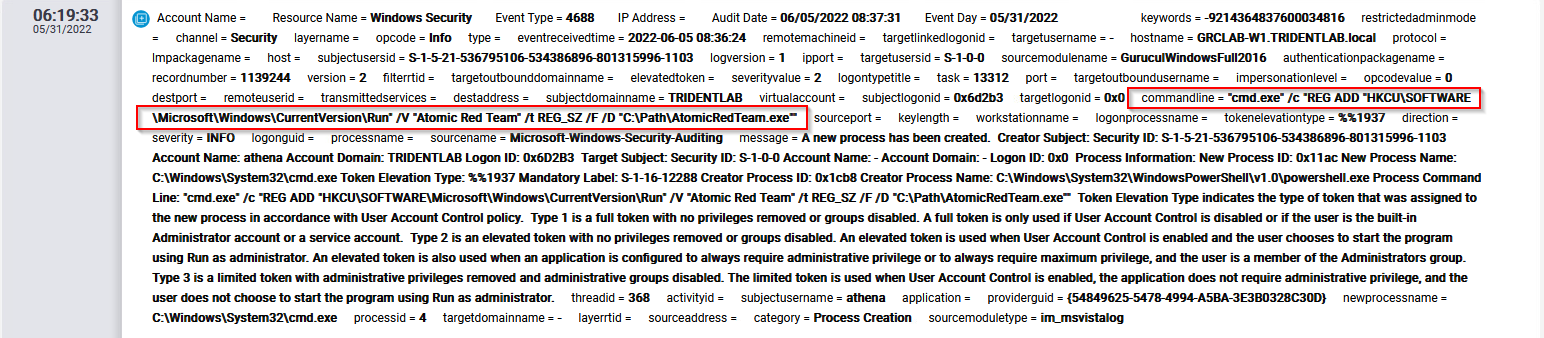 06:19:33
05/31/2022
Account Name = Resource Name = Windows Security Event Type = 4688 IP Address = Audit Date = 06/05/2022 08:37:31 Event Day = 05/31/2022 keywords = -9214364837600034816 restrictedadminmode
= channel = Security layername = opcode = Info type = eventreceivedtime = 2022-06-05 08:36:24 remotemachineid = targetlinkedlogonid = targetusername = - hostname = GRCLAB-W1.TRIDENTLAB.local protocol =
lmpackagename = host = subjectusersid = S-1-5-21-536795106-534386896-801315996-1103 logversion = 1 ipport = targetusersid = S-1-0-0 sourcemodulename = GuruculWindowsFull2016 authenticationpackagename =
recordnumber = 1139244 version = 2 filterrtid = targetoutbounddomainname = elevatedtoken = severityvalue = 2 logontypetitle = task = 13312 port = targetoutboundusername = impersonationlevel = opcodevalue = 0
destport = remoteuserid = transmittedservices = destaddress = subjectdomainname = TRIDENTLAB virtualaccount = subjectlogonid = 0x6d2b3 targetlogonid = 0x0 commandline = "cmd.exe" /c "REG ADD "HKCU\SOFTWARE
\Microsoft\Windows\CurrentVersion\Run" /V "Atomic Red Team" /t REG_SZ /F /D "C:\Path\AtomicRedTeam.exe"" sourceport = keylength = workstationname = logonprocessname = tokenelevationtype = %%1937 direction =
severity = INFO logonguid = processname = sourcename = Microsoft-Windows-Security-Auditing message = A new process has been created. Creator Subject: Security ID: S-1-5-21-536795106-534386896-801315996-1103
Account Name: athena Account Domain: TRIDENTLAB Logon ID: 0x6D2B3 Target Subject: Security ID: S-1-0-0 Account Name: - Account Domain: - Logon ID: 0x0 Process Information: New Process ID: 0x11ac New Process Name:
C:\Windows\System32\cmd.exe Token Elevation Type: %%1937 Mandatory Label: S-1-16-12288 Creator Process ID: 0x1cb8 Creator Process Name: C:\Windows\System32\WindowsPowerShell\v1.0\powershell.exe Process Command
Line: "cmd.exe" /c "REG ADD "HKCU\SOFTWARE\Microsoft\Windows\CurrentVersion\Run" /V "Atomic Red Team" /t REG_SZ /F /D "C:\Path\AtomicRedTeam.exe"" Token Elevation Type indicates the type of token that was assigned to
the new process in accordance with User Account Control policy. Type 1 is a full token with no privileges removed or groups disabled. A full token is only used if User Account Control is disabled or if the user is the built-in
Administrator account or a service account. Type 2 is an elevated token with no privileges removed or groups disabled. An elevated token is used when User Account Control is enabled and the user chooses to start the program
using Run as administrator. An elevated token is also used when an application is configured to always require administrative privilege or to always require maximum privilege, and the user is a member of the Administrators group.
Type 3 is a limited token with administrative privileges removed and administrative groups disabled. The limited token is used when User Account Control is enabled, the application does not require administrative privilege, and the
user does not choose to start the program using Run as administrator. threadid = 368 activityid = subjectusername = athena application = providerguid = {54849625-5478-4994-A5BA-3E3B0328C30D} newprocessname =
C:\Windows\System32\cmd.exe processid = 4 targetdomainname = - layerrtid = sourceaddress = category = Process Creation sourcemoduletype = im_msvistalog